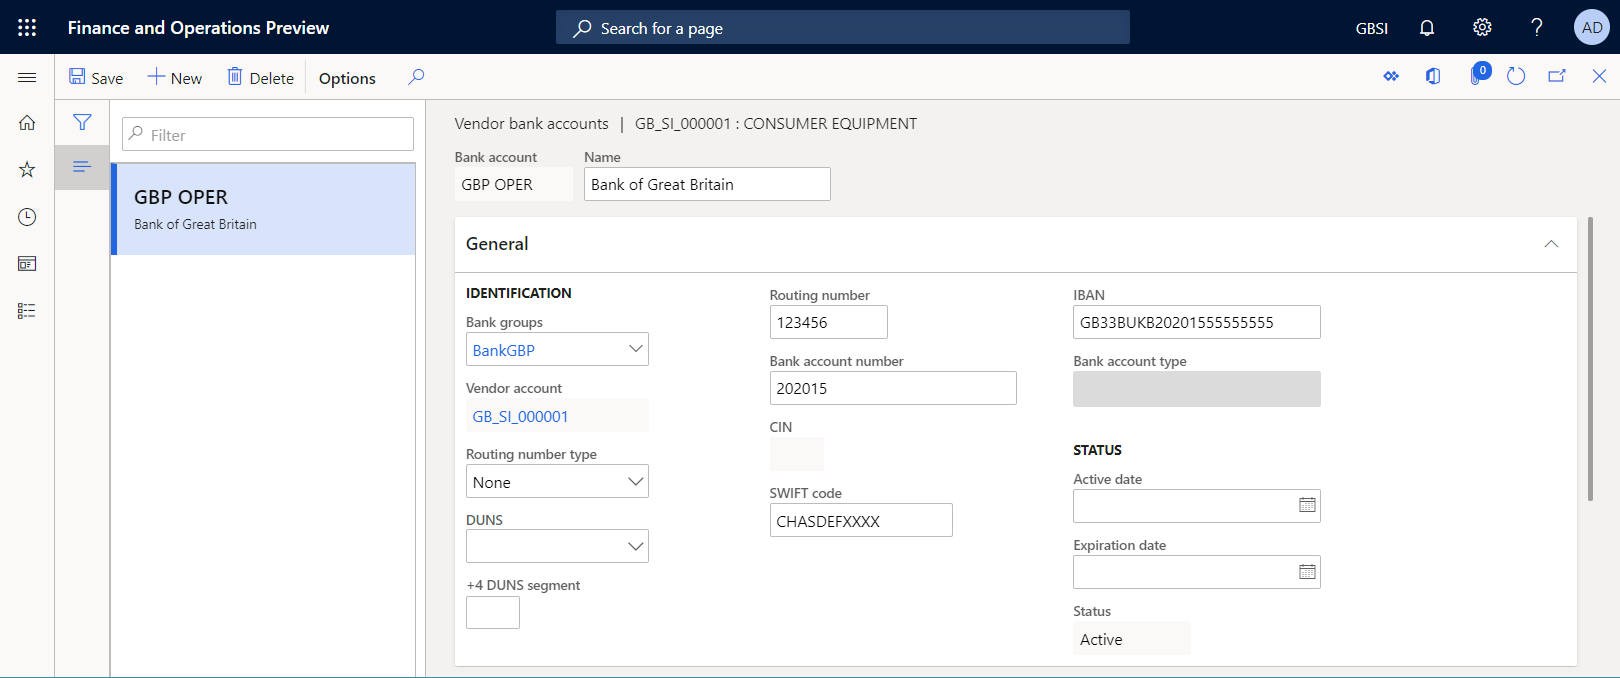 Finance and Operations Preview
Search for a page
GBSI
?
AD
Save
New
Delete
Options
0
Filter
GBP OPER
Bank of Great Britain
Vendor bank accounts | GB_SI_000001 : CONSUMER EQUIPMENT
Bank account
Name
GBP OPER
Bank of Great Britain
General
IDENTIFICATION
Bank groups
BankGBP
Vendor account
GB_SI_000001
Routing number type
None
DUNS
+4 DUNS segment
Routing number
123456
Bank account number
202015
CIN
SWIFT code
CHASDEFXXXX
IBAN
GB33BUKB20201555555555
Bank account type
STATUS
Active date
Expiration date
Status
Active